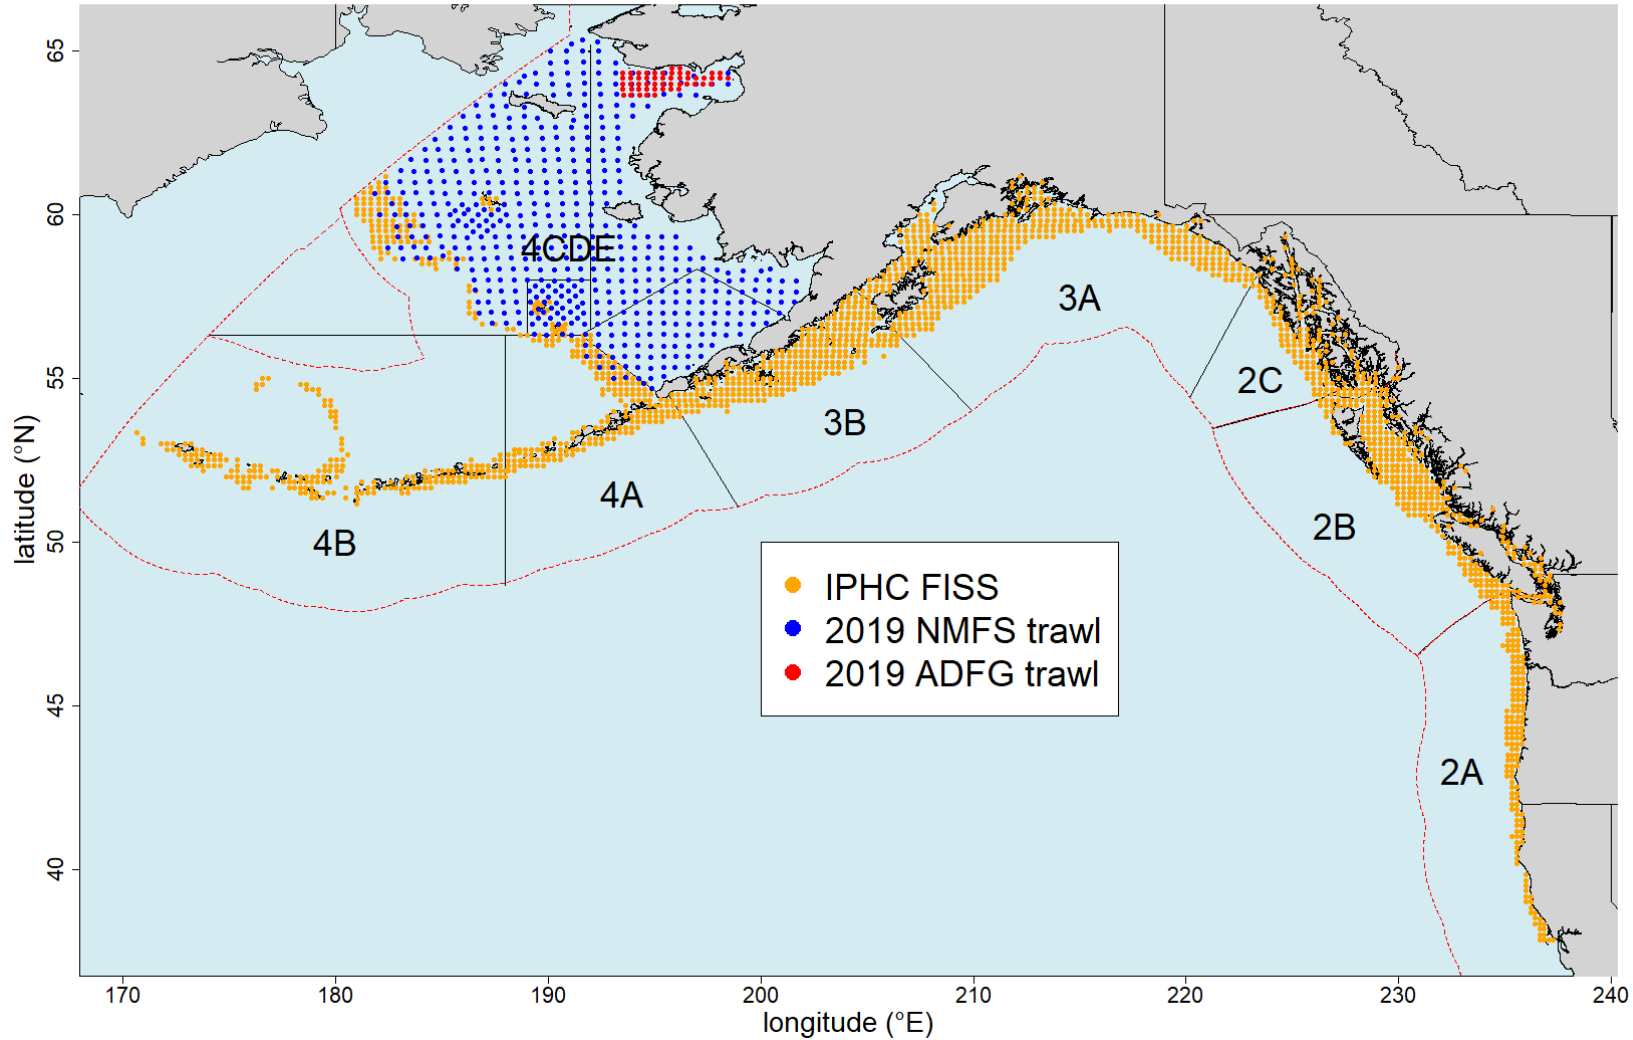 65
60
55
50
45
40
latitude (°N)
4CDE
3A
2C
3B
4A
2B
4B
2A
IPHC FISS
2019 NMFS trawl
2019 ADFG trawl
170
180
190
200
210
220
230
240
longitude (°E)